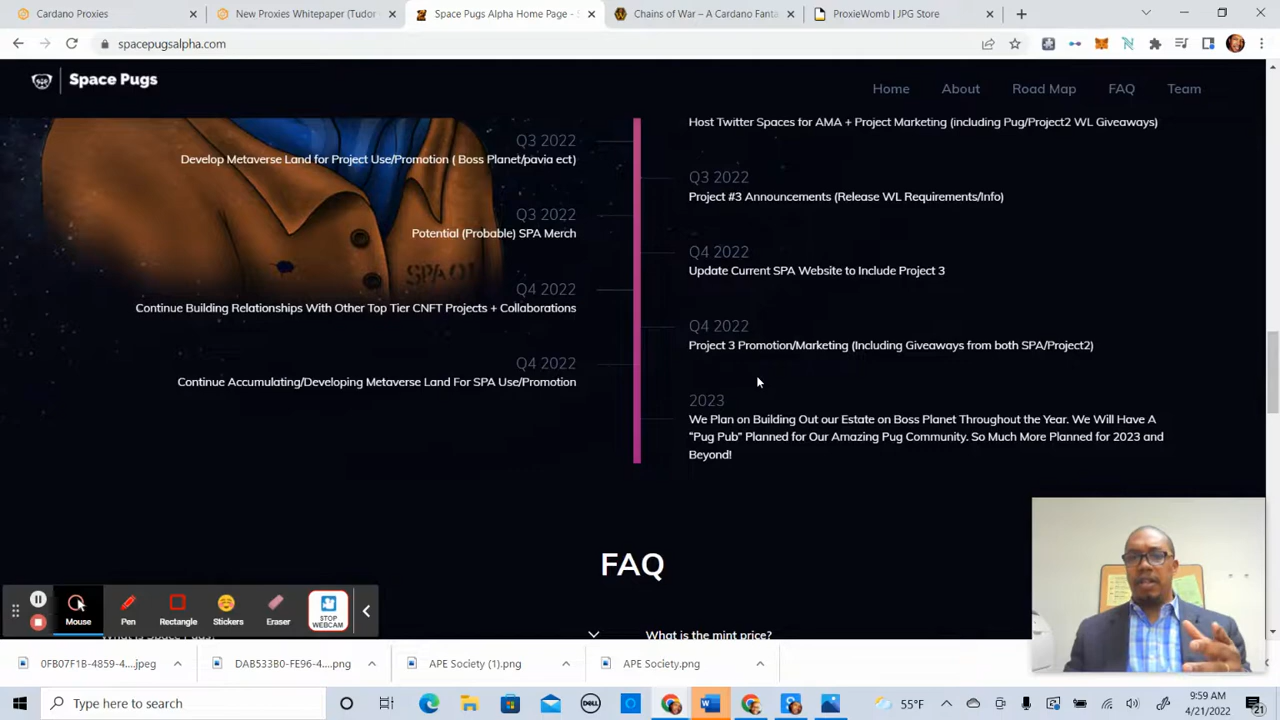 Cardano Proxies
New Proxies Whitepaper (Tudor
Space Pugs Alpha Home Page -
Chains of War – A Cardano Fanta
ProxieWomb | JPG Store
spacepugsalpha.com
Space Pugs
Home
About
Road Map
FAQ
Team
Host Twitter Spaces for AMA + Project Marketing (including Pug/Project2 WL Giveaways)
Q3 2022
Develop Metaverse Land for Project Use/Promotion ( Boss Planet/pavia ect)
Q3 2022
Project #3 Announcements (Release WL Requirements/Info)
Q3 2022
Potential (Probable) SPA Merch
Q4 2022
Update Current SPA Website to Include Project 3
Q4 2022
Continue Building Relationships With Other Top Tier CNFT Projects + Collaborations
Q4 2022
Project 3 Promotion/Marketing (Including Giveaways from both SPA/Project2)
Q4 2022
Continue Accumulating/Developing Metaverse Land For SPA Use/Promotion
2023
We Plan on Building Out our Estate on Boss Planet Throughout the Year. We Will Have A
“Pug Pub” Planned for Our Amazing Pug Community. So Much More Planned for 2023 and
Beyond!
FAQ
What is the mint price?
Mouse
Pen
Rectangle
Stickers
Eraser
STOP
WEBCAM
0FB07F1B-4859-4....jpeg
DAB533B0-FE96-4....png
APE Society (1).png
APE Society.png
Type here to search
DELL
55°F
9:59 AM
4/21/2022
21